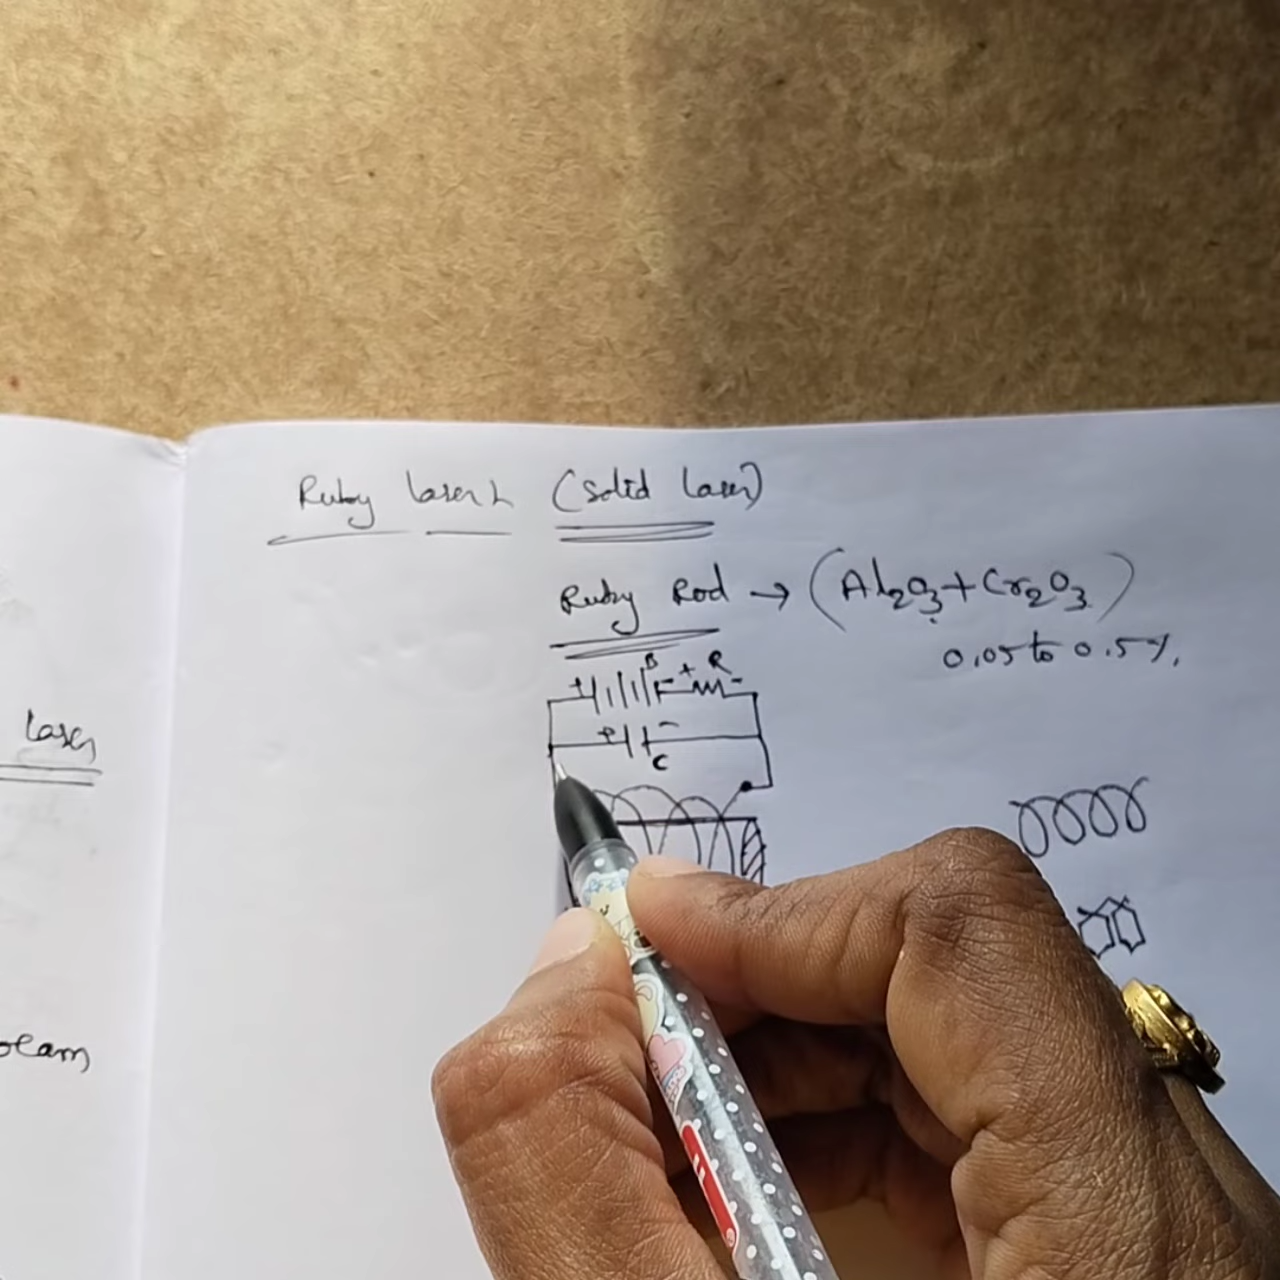 Ruby laser :- (solid laser)
Ruby Rod → (Al₂O₃ + Cr₂O₃)
0.05 to 0.5%.
+ B + R -
+ -
C
laser
beam